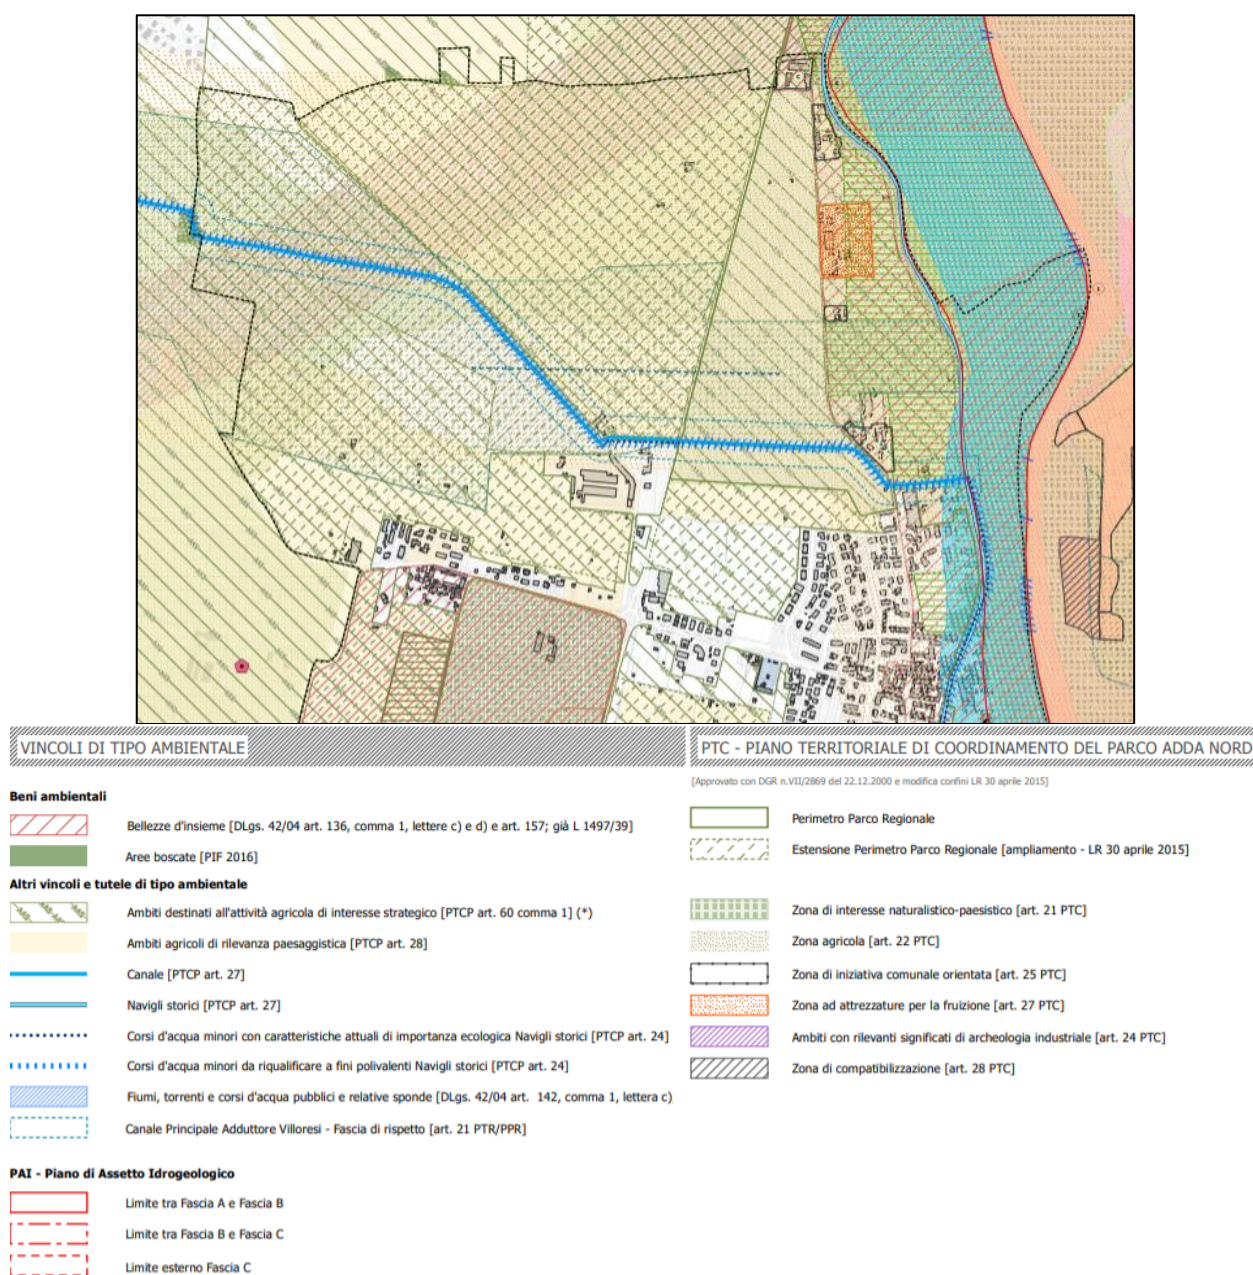 VINCOLI DI TIPO AMBIENTALE
Beni ambientali
Bellezze d'insieme [DLgs. 42/04 art. 136, comma 1, lettere c) e d) e art. 157; già L 1497/39]
Aree boscate [PIF 2016]
Altri vincoli e tutele di tipo ambientale
Ambiti destinati all'attività agricola di interesse strategico [PTCP art. 60 comma 1] (*)
Ambiti agricoli di rilevanza paesaggistica [PTCP art. 28]
Canale [PTCP art. 27]
Navigli storici [PTCP art. 27]
Corsi d'acqua minori con caratteristiche attuali di importanza ecologica Navigli storici [PTCP art. 24]
Corsi d'acqua minori da riqualificare a fini polivalenti Navigli storici [PTCP art. 24]
Fiumi, torrenti e corsi d'acqua pubblici e relative sponde [DLgs. 42/04 art. 142, comma 1, lettera c)
Canale Principale Adduttore Villoresi - Fascia di rispetto [art. 21 PTR/PPR]
PAI - Piano di Assetto Idrogeologico
Limite tra Fascia A e Fascia B
Limite tra Fascia B e Fascia C
Limite esterno Fascia C
PTC - PIANO TERRITORIALE DI COORDINAMENTO DEL PARCO ADDA NORD
[Approvato con DGR n.VII/2869 del 22.12.2000 e modifica confini LR 30 aprile 2015]
Perimetro Parco Regionale
Estensione Perimetro Parco Regionale [ampliamento - LR 30 aprile 2015]
Zona di interesse naturalistico-paesistico [art. 21 PTC]
Zona agricola [art. 22 PTC]
Zona di iniziativa comunale orientata [art. 25 PTC]
Zona ad attrezzature per la fruizione [art. 27 PTC]
Ambiti con rilevanti significati di archeologia industriale [art. 24 PTC]
Zona di compatibilizzazione [art. 28 PTC]